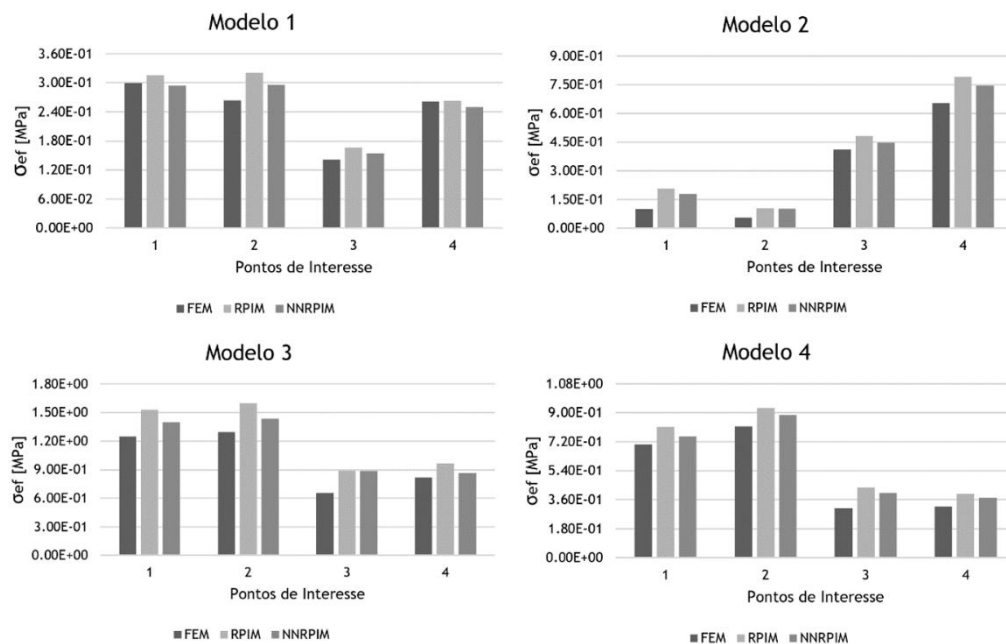 Modelo 1
3.60E-01
3.00E-01
2.40E-01
1.80E-01
1.20E-01
6.00E-02
0.00E+00
σef [MPa]
1 2 3 4
Pontos de Interesse
FEM RPIM NNRPIM
Modelo 2
9.00E-01
7.50E-01
6.00E-01
4.50E-01
3.00E-01
1.50E-01
0.00E+00
σef [MPa]
1 2 3 4
Pontes de Interesse
FEM RPIM NNRPIM
Modelo 3
1.80E+00
1.50E+00
1.20E+00
9.00E-01
6.00E-01
3.00E-01
0.00E+00
σef [MPa]
1 2 3 4
Pontos de Interesse
FEM RPIM NNRPIM
Modelo 4
1.08E+00
9.00E-01
7.20E-01
5.40E-01
3.60E-01
1.80E-01
0.00E+00
σef [MPa]
1 2 3 4
Pontos de Interesse
FEM RPIM NNRPIM